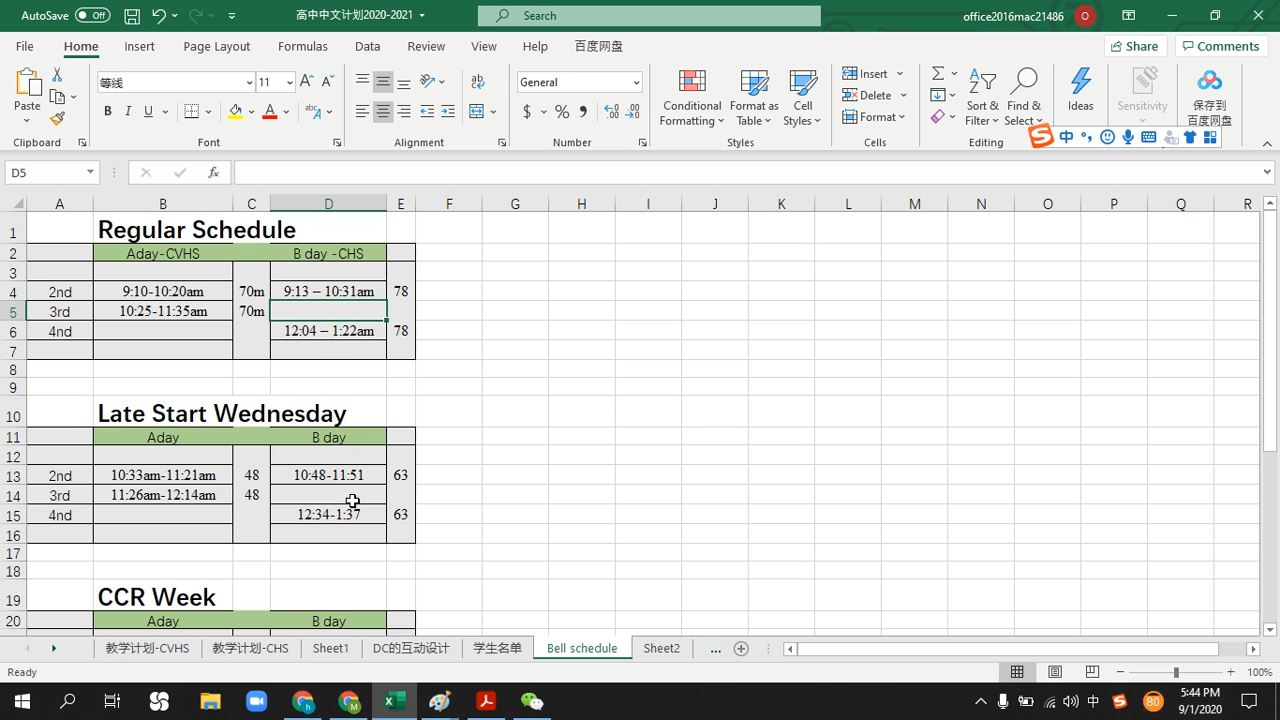 AutoSave Off 高中中文计划2020-2021 Search office2016mac21486 O
File Home Insert Page Layout Formulas Data Review View Help 百度网盘 Share Comments
Paste 等线 11 General Conditional Formatting Format as Table Cell Styles Insert Delete Format Sort & Filter Find & Select Ideas Sensitivity 保存到百度网盘
Clipboard Font Alignment Number Styles Cells Editing 中
D5 fx
A B C D E F G H I J K L M N O P Q R
1 Regular Schedule
2 Aday-CVHS B day -CHS
3
4 2nd 9:10-10:20am 70m 9:13 – 10:31am 78
5 3rd 10:25-11:35am 70m
6 4nd 12:04 – 1:22am 78
7
8
9
10 Late Start Wednesday
11 Aday B day
12
13 2nd 10:33am-11:21am 48 10:48-11:51 63
14 3rd 11:26am-12:14am 48
15 4nd 12:34-1:37 63
16
17
18
19 CCR Week
20 Aday B day
教学计划-CVHS 教学计划-CHS Sheet1 DC的互动设计 学生名单 Bell schedule Sheet2 ...
Ready 100%
中 80 5:44 PM
9/1/2020